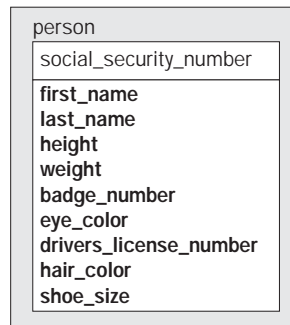 person
social_security_number
first_name
last_name
height
weight
badge_number
eye_color
drivers_license_number
hair_color
shoe_size